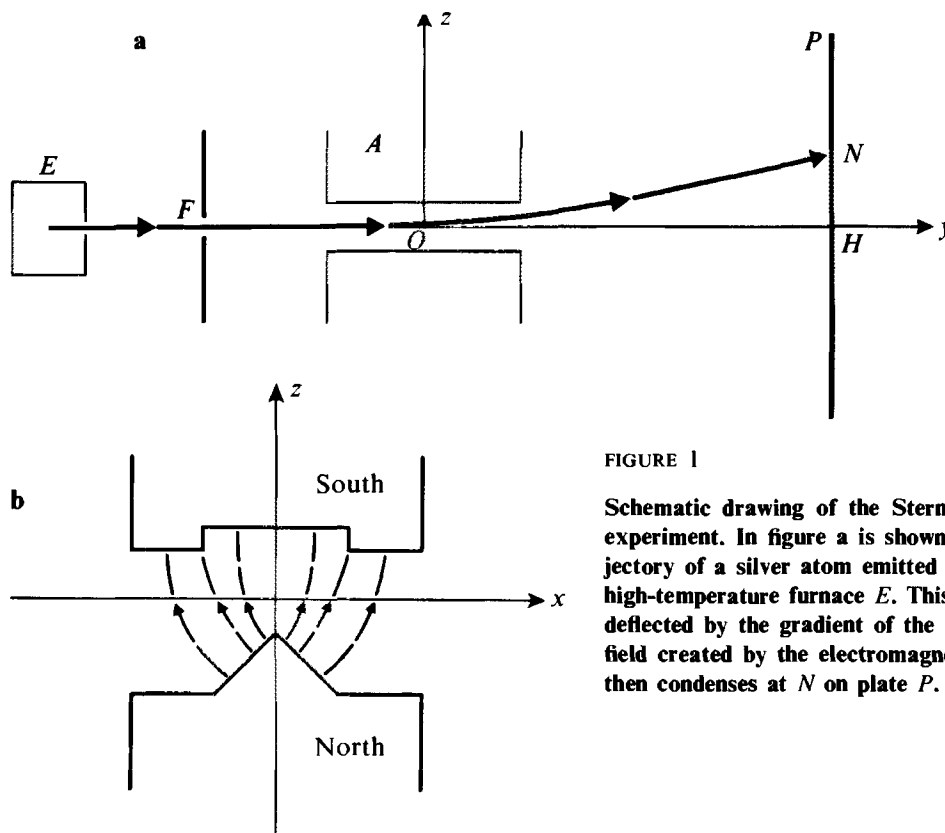 a
z
P
E
A
N
F
O
H
y
z
b
South
x
North
FIGURE 1
Schematic drawing of the Stern
experiment. In figure a is shown
jectory of a silver atom emitted
high-temperature furnace E. This
deflected by the gradient of the
field created by the electromagne
then condenses at N on plate P.